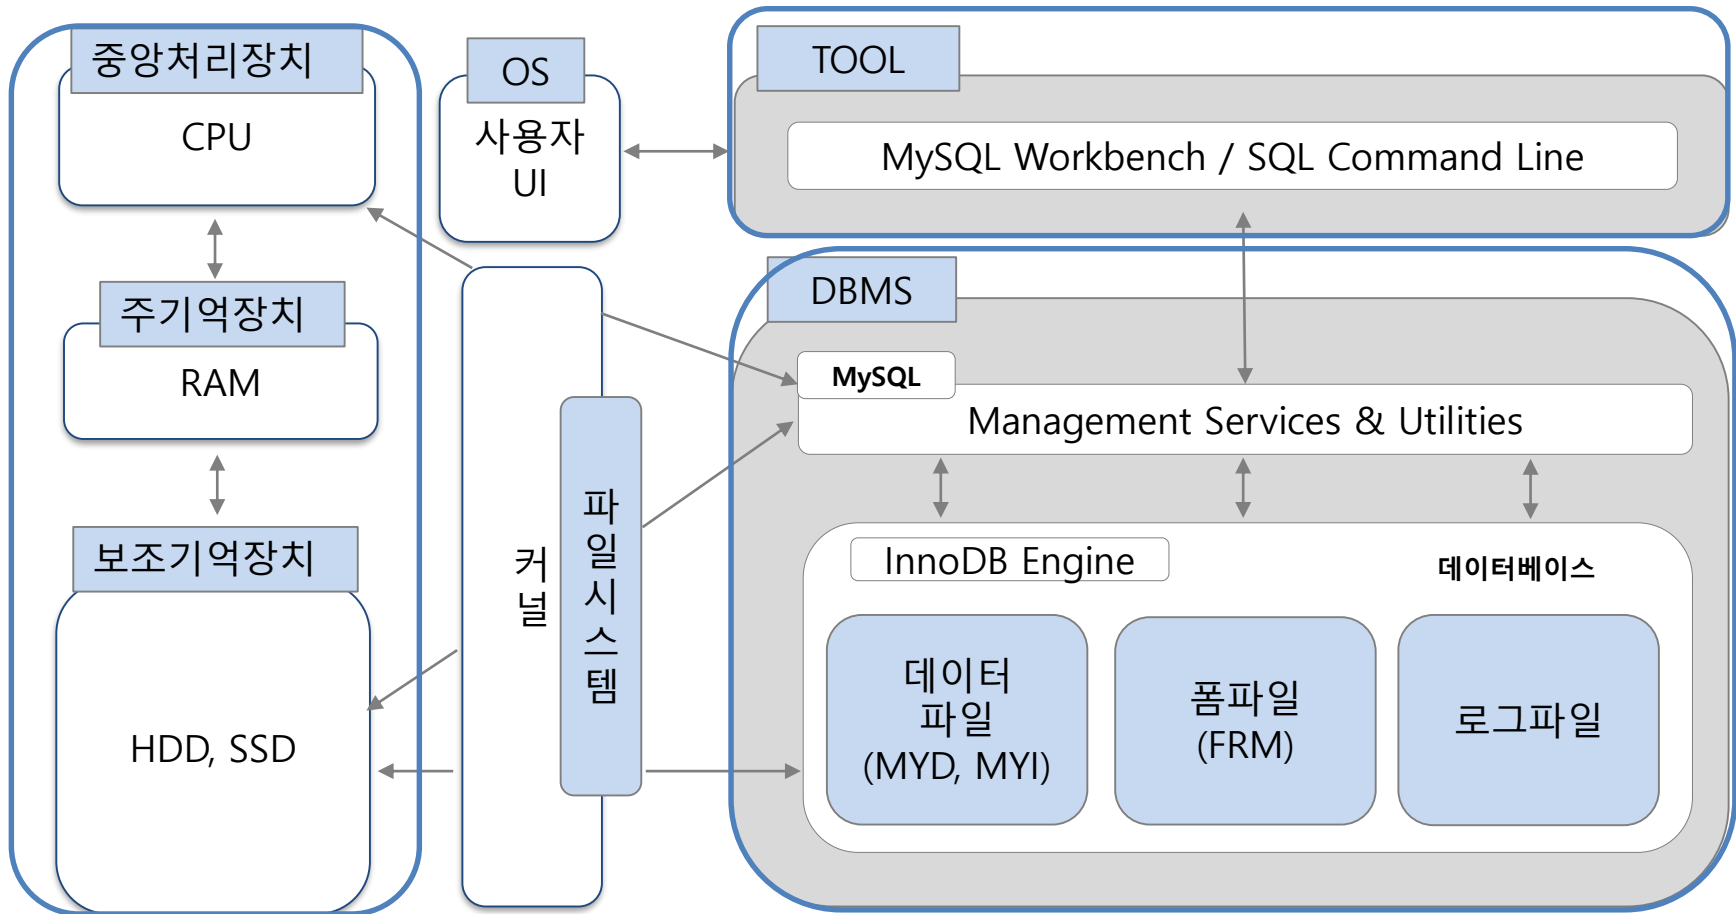 중앙처리장치
CPU
주기억장치
RAM
보조기억장치
HDD, SSD
OS
사용자
UI
커
널
파
일
시
스
템
TOOL
MySQL Workbench / SQL Command Line
DBMS
MySQL
Management Services & Utilities
InnoDB Engine
데이터베이스
데이터
파일
(MYD, MYI)
폼파일
(FRM)
로그파일